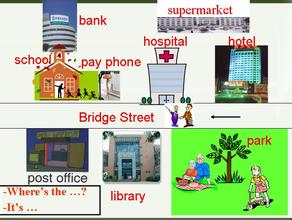 bank
supermarket
hospital
hotel
school
pay phone
Bridge Street
park
post office
library
-Where's the …?
-It's …